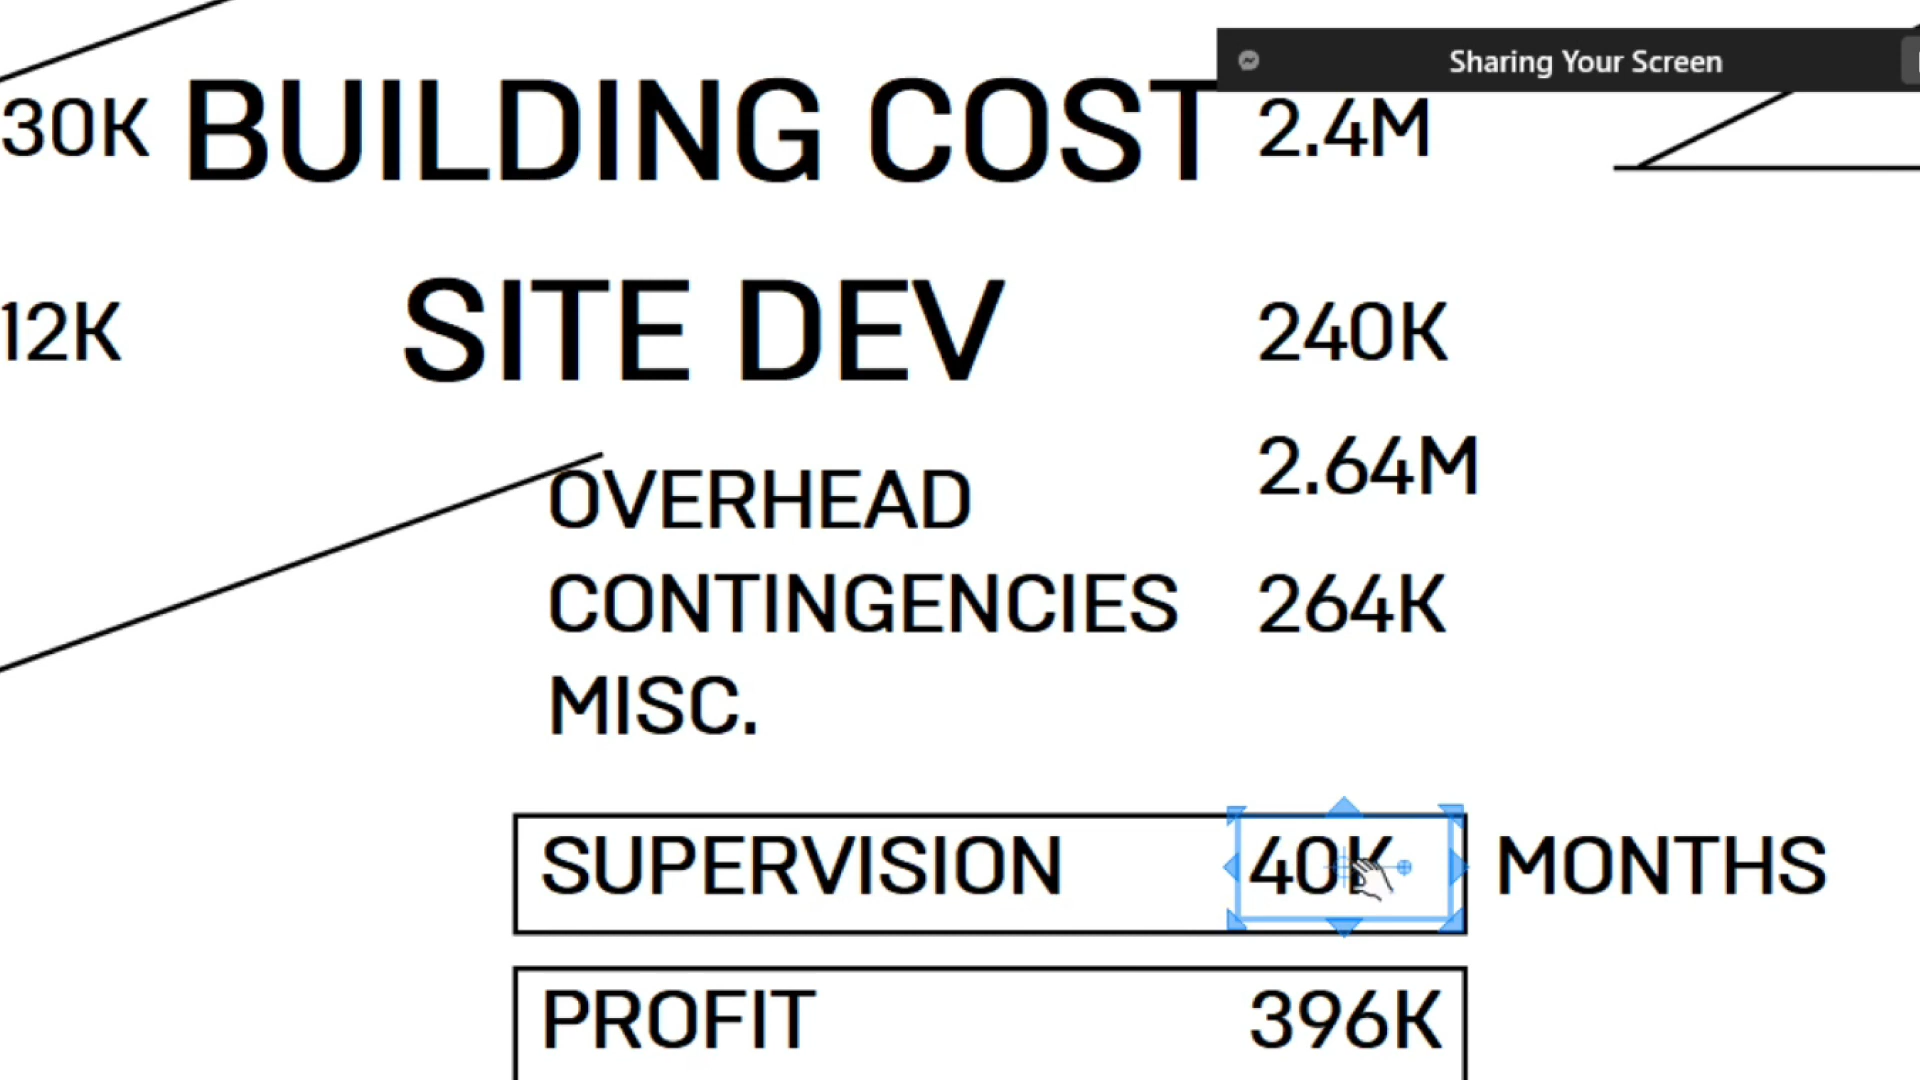 Sharing Your Screen
30K BUILDING COST 2.4M
12K SITE DEV 240K
2.64M
OVERHEAD
CONTINGENCIES 264K
MISC.
SUPERVISION 40K MONTHS
PROFIT 396K